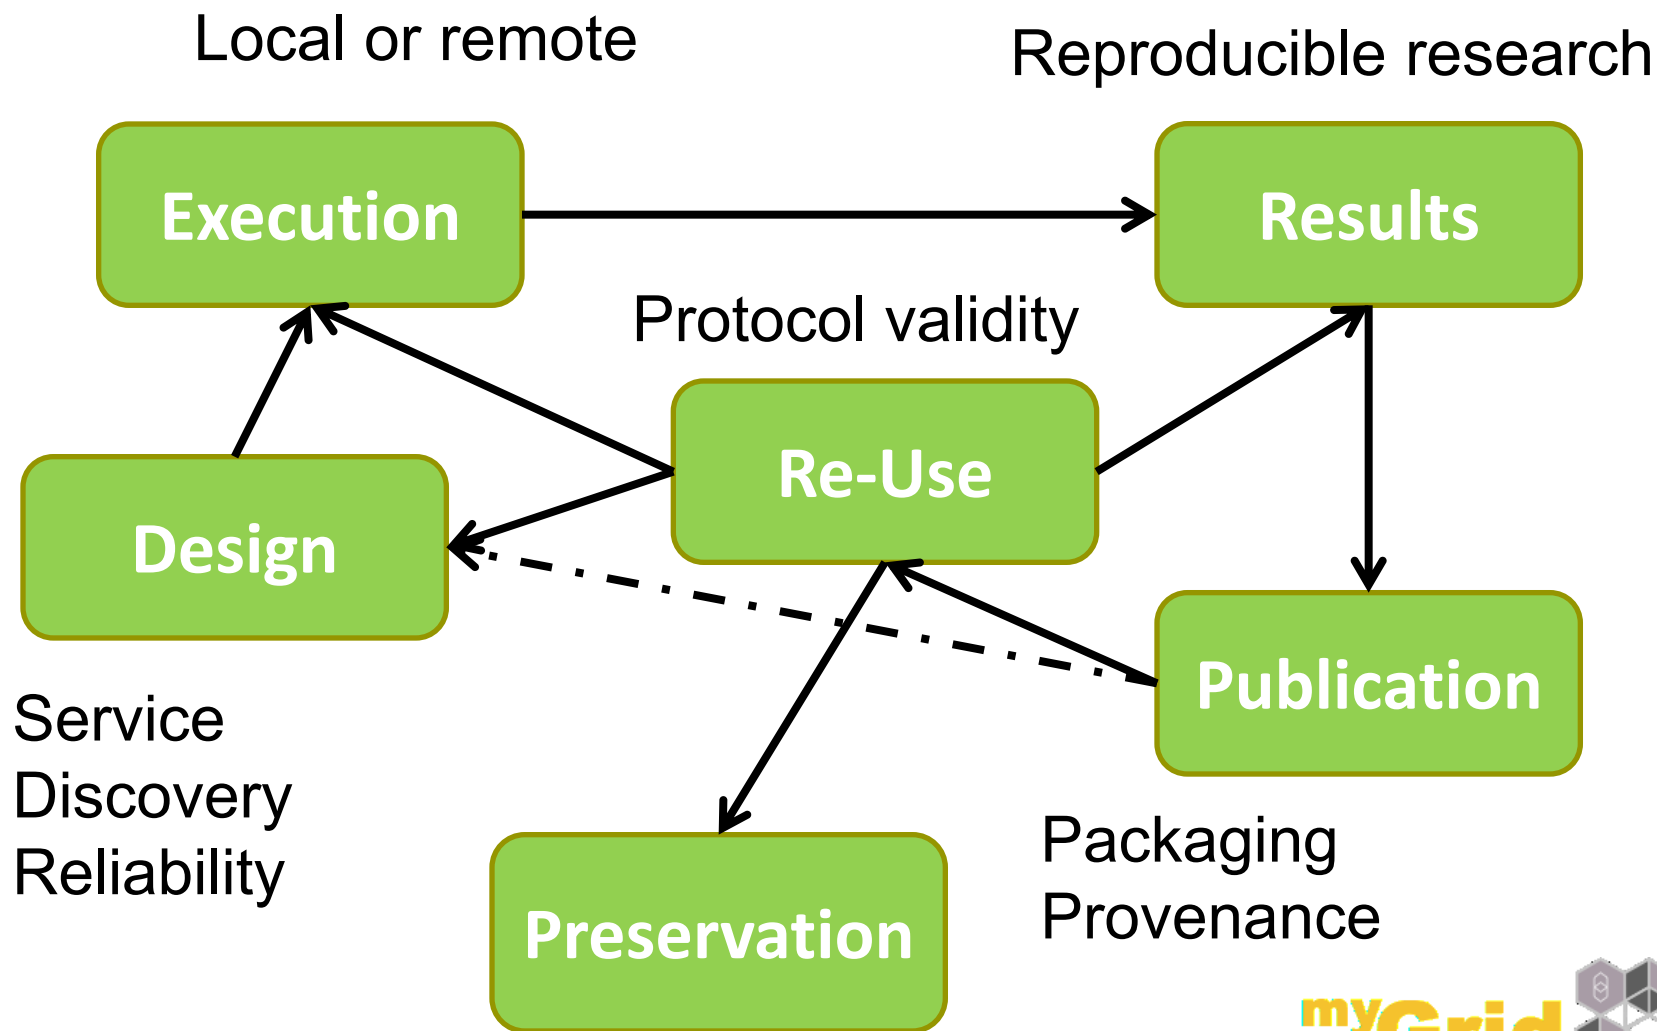 Local or remote
Reproducible research
Execution
Results
Protocol validity
Re-Use
Design
Publication
Service
Discovery
Reliability
Packaging
Provenance
Preservation
myGrid